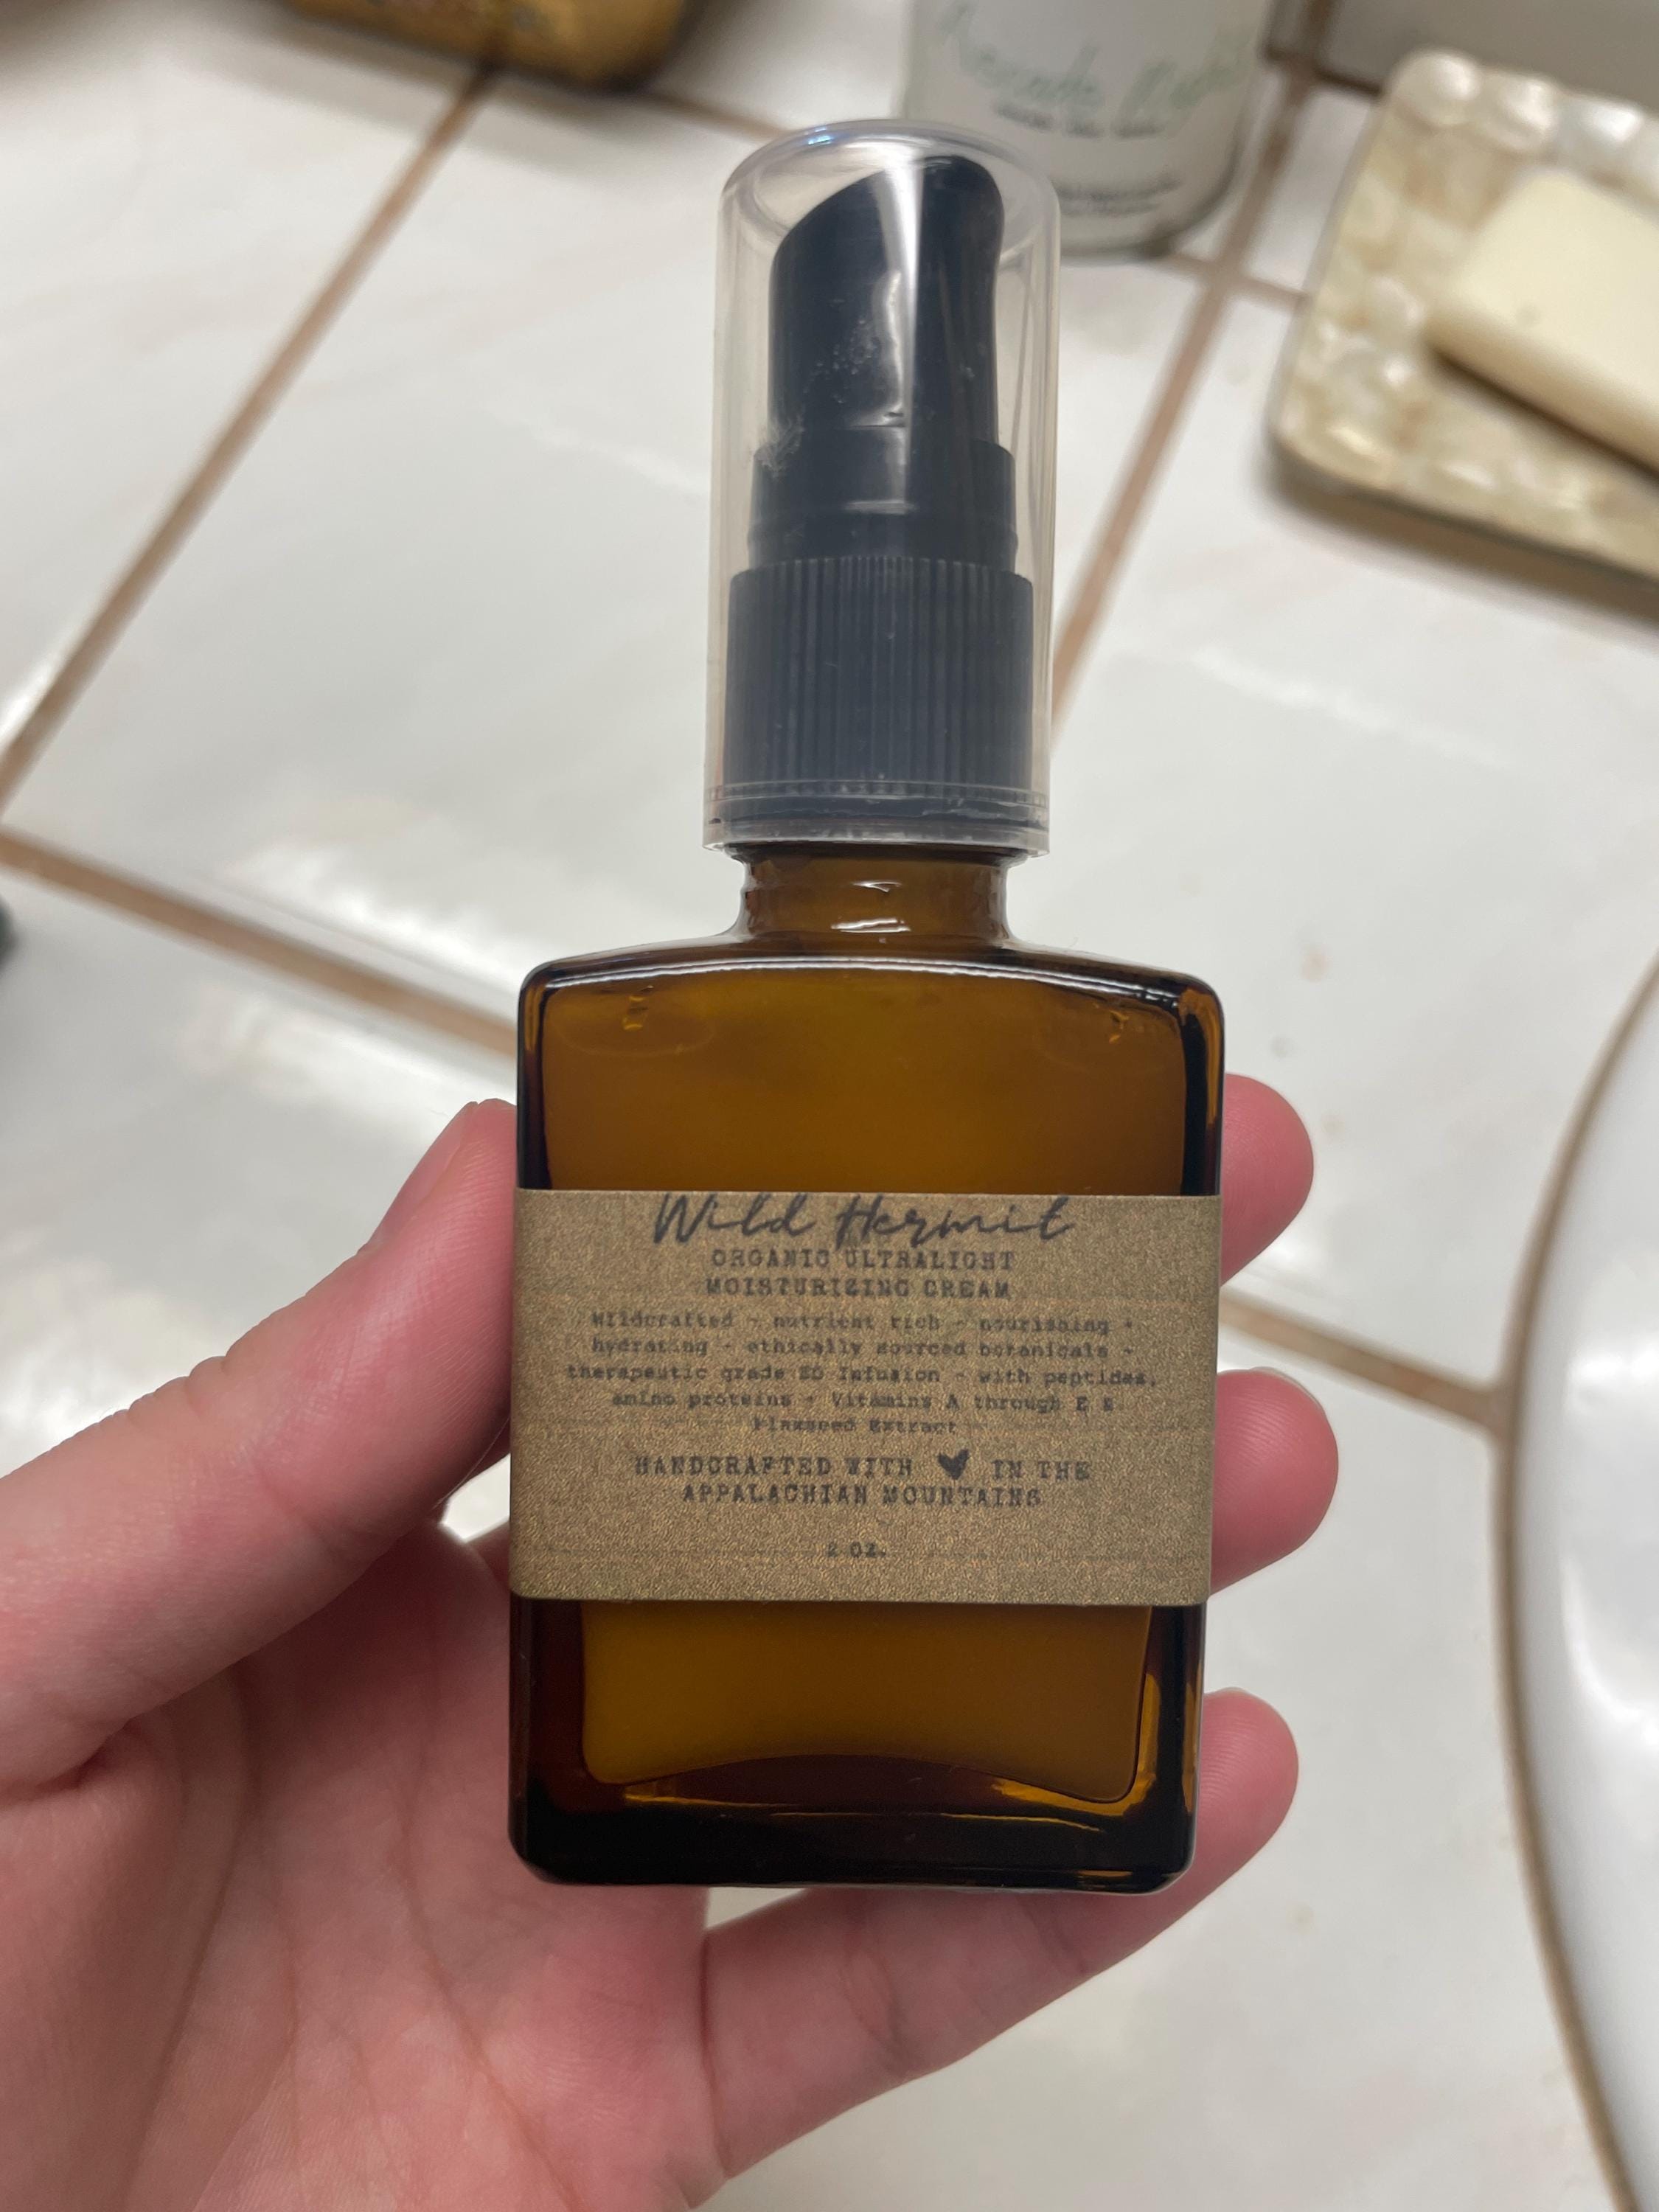 Wild Hermit
ORGANIC ULTRALIGHT
MOISTURIZING CREAM
Wildcrafted - nutrient rich - nourishing +
hydrating - ethically sourced botanicals -
therapeutic grade EO Infusion - with peptides,
amino proteins + Vitamins A through E &
Flaxseed Extract
HANDCRAFTED WITH ♥ IN THE
APPALACHIAN MOUNTAINS
2 OZ.